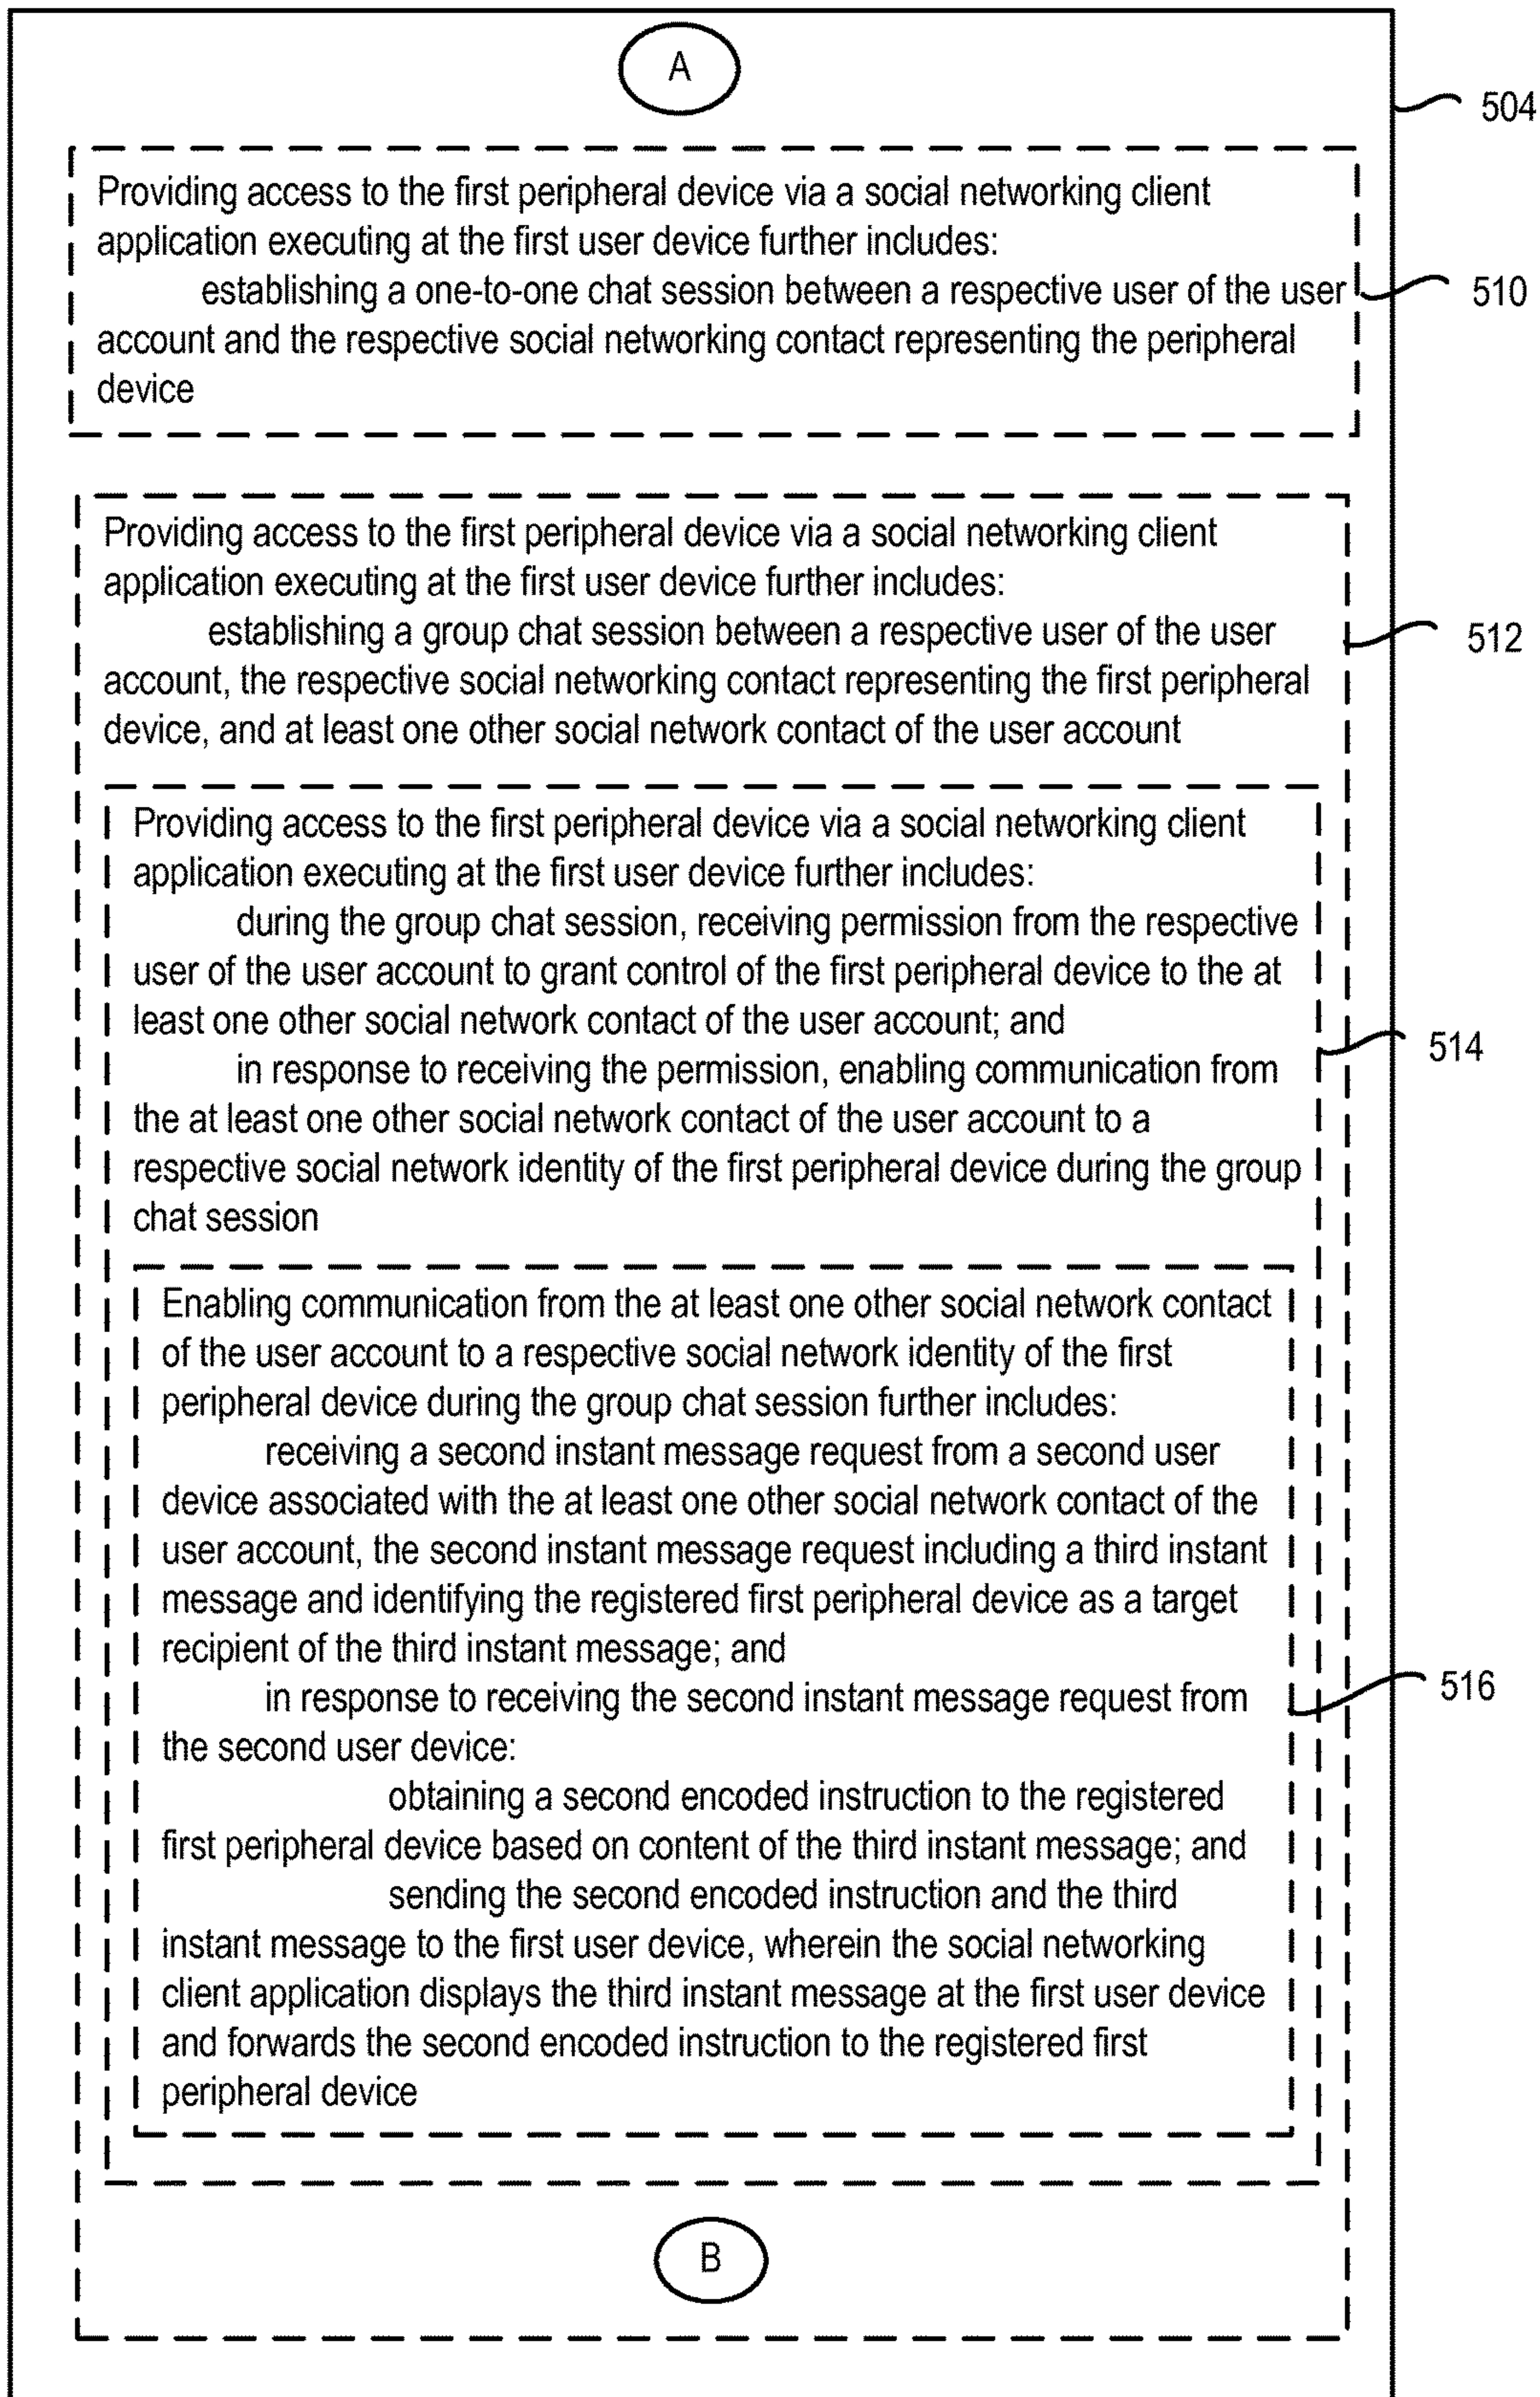 A
504
Providing access to the first peripheral device via a social networking client
application executing at the first user device further includes:
establishing a one-to-one chat session between a respective user of the user
account and the respective social networking contact representing the peripheral
device
510
Providing access to the first peripheral device via a social networking client
application executing at the first user device further includes:
establishing a group chat session between a respective user of the user
account, the respective social networking contact representing the first peripheral
device, and at least one other social network contact of the user account
512
Providing access to the first peripheral device via a social networking client
application executing at the first user device further includes:
during the group chat session, receiving permission from the respective
user of the user account to grant control of the first peripheral device to the at
least one other social network contact of the user account; and
in response to receiving the permission, enabling communication from
the at least one other social network contact of the user account to a
respective social network identity of the first peripheral device during the group
chat session
514
Enabling communication from the at least one other social network contact
of the user account to a respective social network identity of the first
peripheral device during the group chat session further includes:
receiving a second instant message request from a second user
device associated with the at least one other social network contact of the
user account, the second instant message request including a third instant
message and identifying the registered first peripheral device as a target
recipient of the third instant message; and
in response to receiving the second instant message request from
the second user device:
obtaining a second encoded instruction to the registered
first peripheral device based on content of the third instant message; and
sending the second encoded instruction and the third
instant message to the first user device, wherein the social networking
client application displays the third instant message at the first user device
and forwards the second encoded instruction to the registered first
peripheral device
516
B